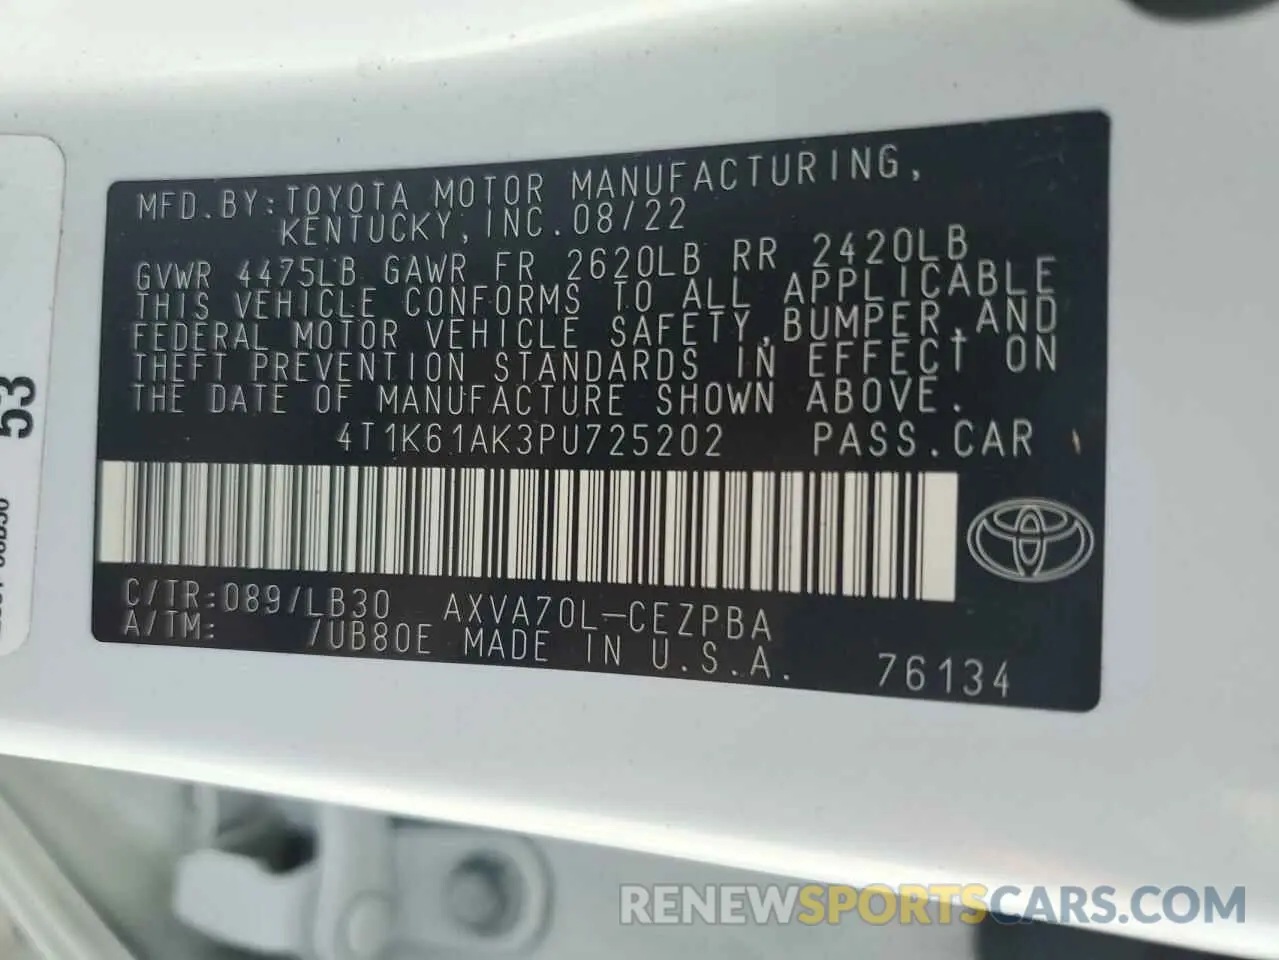 MFD.BY:TOYOTA MOTOR MANUFACTURING,
KENTUCKY, INC. 08/22
GVWR 4475LB GAWR FR 2620LB RR 2420LB
THIS VEHICLE CONFORMS TO ALL APPLICABLE
FEDERAL MOTOR VEHICLE SAFETY, BUMPER, AND
THEFT PREVENTION STANDARDS IN EFFECT ON
THE DATE OF MANUFACTURE SHOWN ABOVE.
4T1K61AK3PU725202 PASS.CAR
C/TR:089/LB30 AXVA70L-CEZPBA
A/TM: /UB80E MADE IN U.S.A.
76134
53
RENEWSPORTSCARS.COM